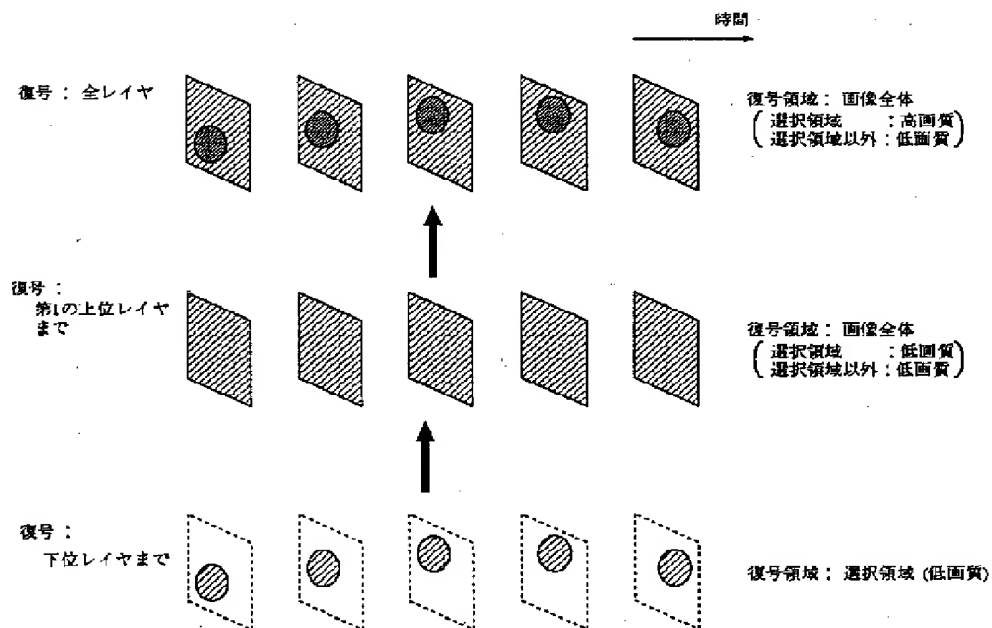 時間
復号 : 全レイヤ
復号領域 : 画像全体
( 選択領域 : 高画質 )
( 選択領域以外 : 低画質 )
復号 :
第1の上位レイヤ
まで
復号領域 : 画像全体
( 選択領域 : 低画質 )
( 選択領域以外 : 低画質 )
復号 :
下位レイヤまで
復号領域 : 選択領域 (低画質)